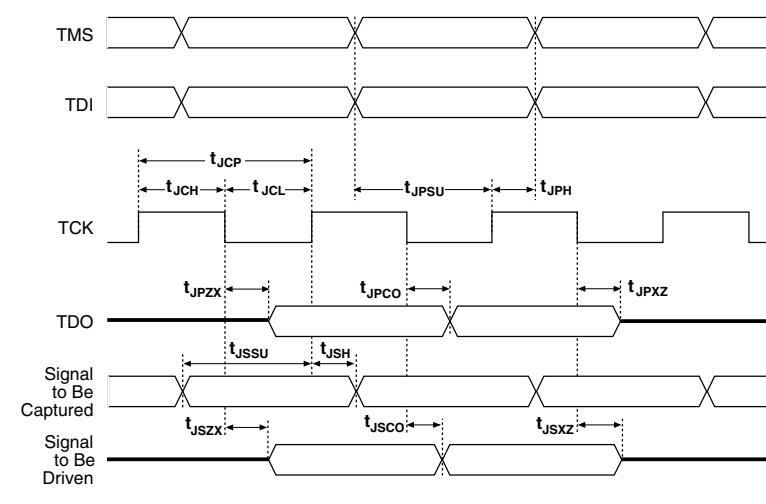 TMS
TDI
tJCP
tJCH tJCL tJPSU tJPH
TCK
tJPZX tJPCO tJPXZ
TDO
tJSSU tJSH
Signal
to Be
Captured
tJSZX tJSCO tJSXZ
Signal
to Be
Driven